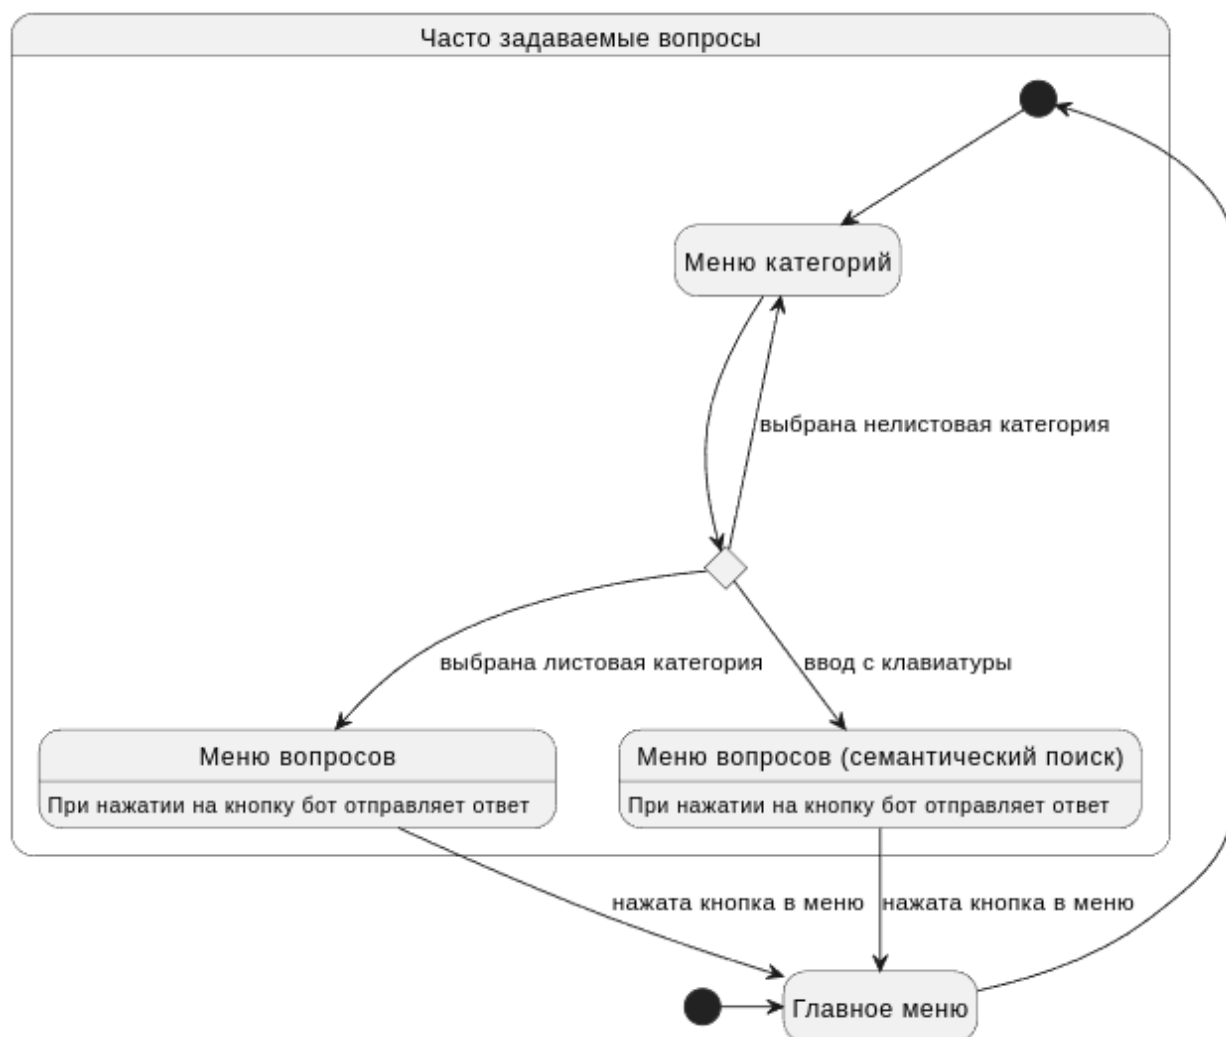 Часто задаваемые вопросы
Меню категорий
выбрана нелистовая категория
выбрана листовая категория
ввод с клавиатуры
Меню вопросов
При нажатии на кнопку бот отправляет ответ
Меню вопросов (семантический поиск)
При нажатии на кнопку бот отправляет ответ
нажата кнопка в меню
нажата кнопка в меню
Главное меню